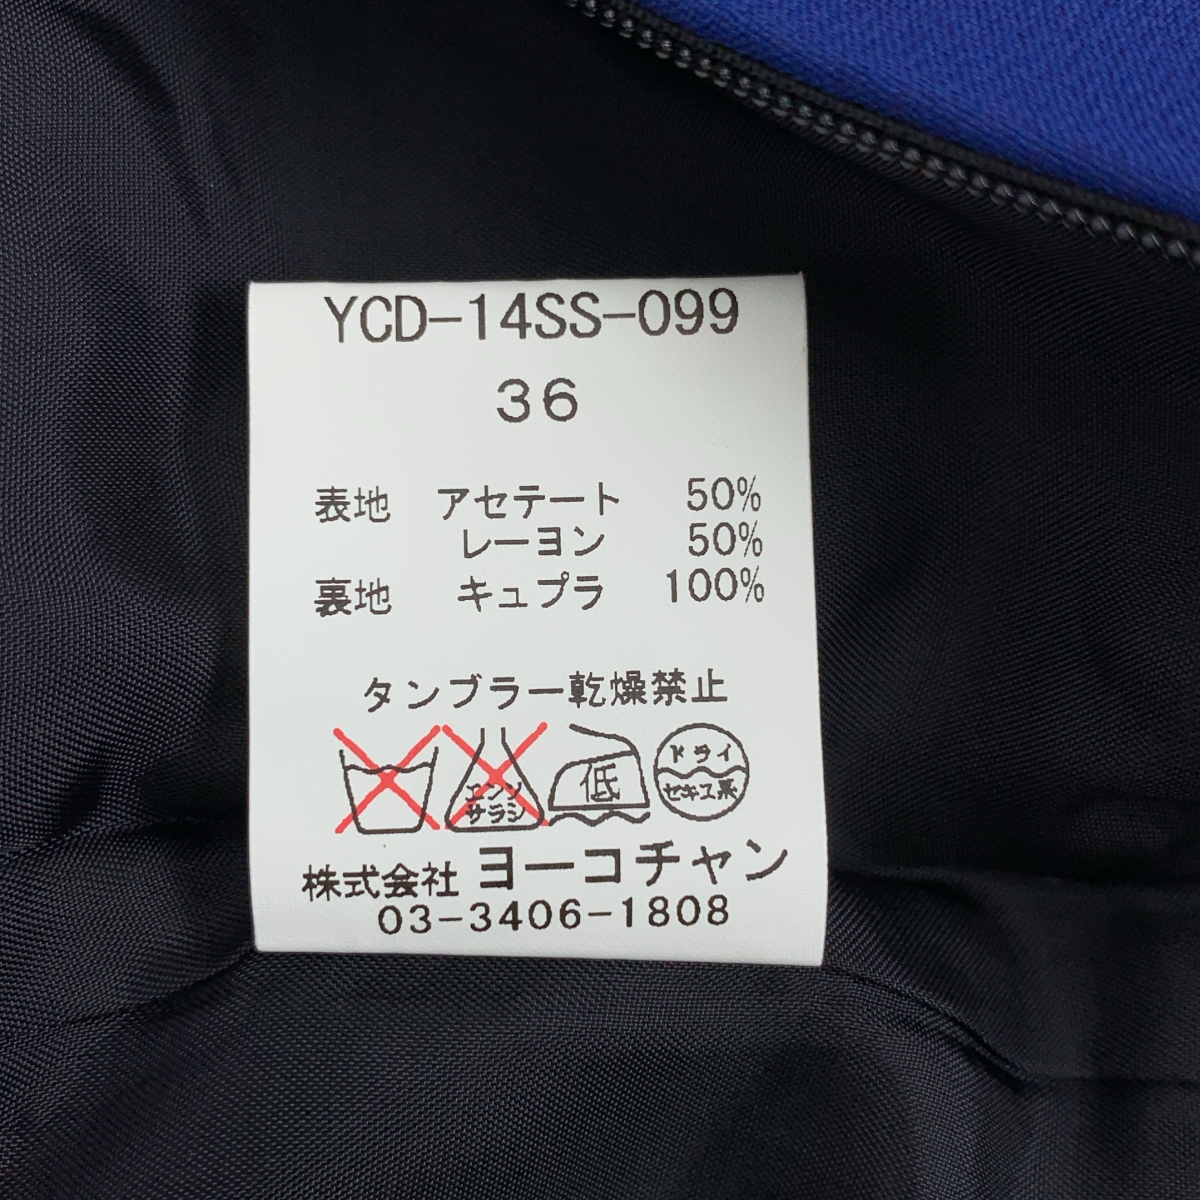 YCD-14SS-099
36
表地 アセテート 50%
レーヨン 50%
裏地 キュプラ 100%
タンブラー乾燥禁止
エンソ
サラシ
低
ドライ
セキユ系
株式会社 ヨーコチャン
03-3406-1808